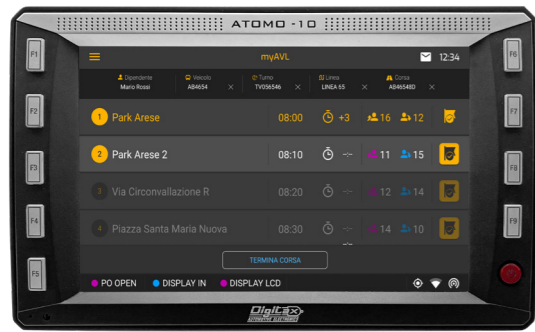 ATOMO - 10
F1
F2
F3
F4
F5
F6
F7
F8
F9
myAVL
12:34
Dipendente
Mario Rossi
Veicolo
AB4654
Turno
TV056546
Linea
LINEA 65
Corsa
AB46548D
1 Park Arese 08:00 +3 16 12
2 Park Arese 2 08:10 --:-- 11 15
3 Via Circonvallazione R 08:20 --:-- 12 14
4 Piazza Santa Maria Nuova 08:30 --:-- 14 10
TERMINA CORSA
PO OPEN DISPLAY IN DISPLAY LCD
Digitax
AUTOMOTIVE ELECTRONICS